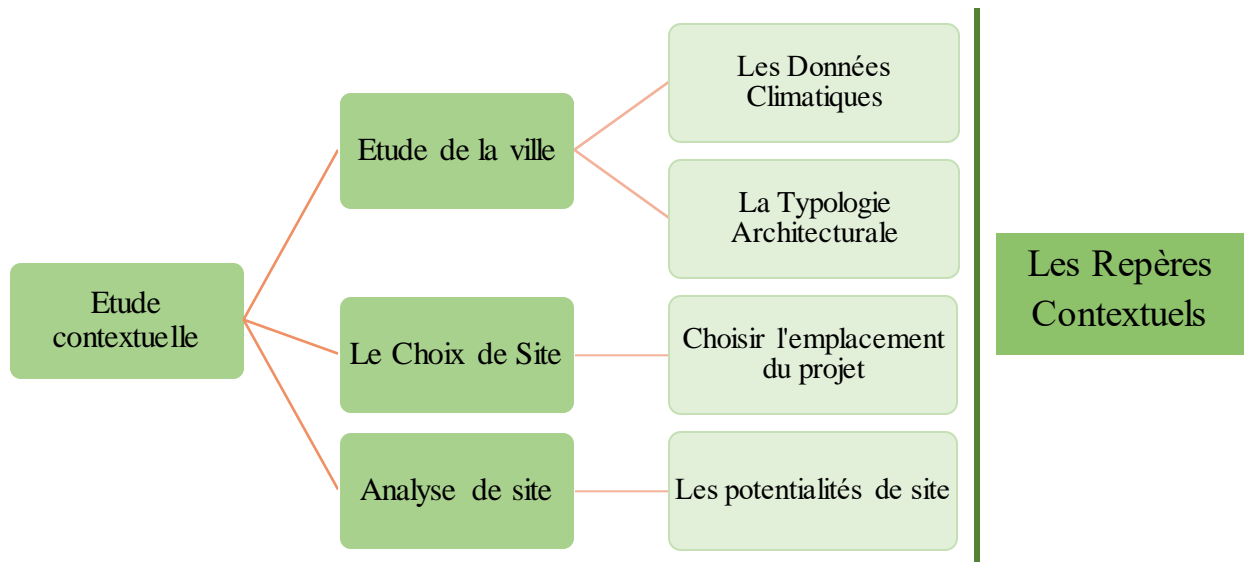 Etude
contextuelle
Etude de la ville
Les Données
Climatiques
La Typologie
Architecturale
Le Choix de Site
Choisir l'emplacement
du projet
Analyse de site
Les potentialités de site
Les Repères
Contextuels